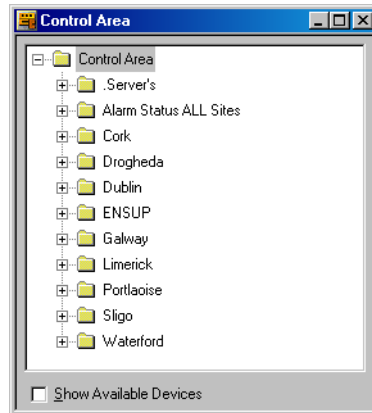 Control Area
Control Area
.Server's
Alarm Status ALL Sites
Cork
Drogheda
Dublin
ENSUP
Galway
Limerick
Portlaoise
Sligo
Waterford
Show Available Devices